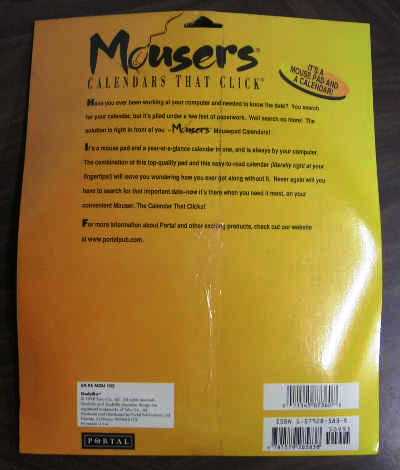 Mousers®
CALENDARS THAT CLICK®
IT'S A
MOUSE PAD AND
A CALENDAR!
Have you ever been working at your computer and needed to know the date? You search
for your calendar, but it's piled under a few feet of paperwork. Well search no more! The
solution is right in front of you – Mousers® Mousepad Calendars!
It's a mouse pad and a year-at-a-glance calendar in one, and is always by your computer.
The combination of this top-quality pad and this easy-to-read calendar (literally right at your
fingertips!) will leave you wondering how you ever got along without it. Never again will you
have to search for that important date–now it's there when you need it most, on your
convenient Mouser. The Calendar That Clicks!
For more information about Portal and other exciting products, check out our website
at www.portalpub.com.
Godzilla™
PORTAL